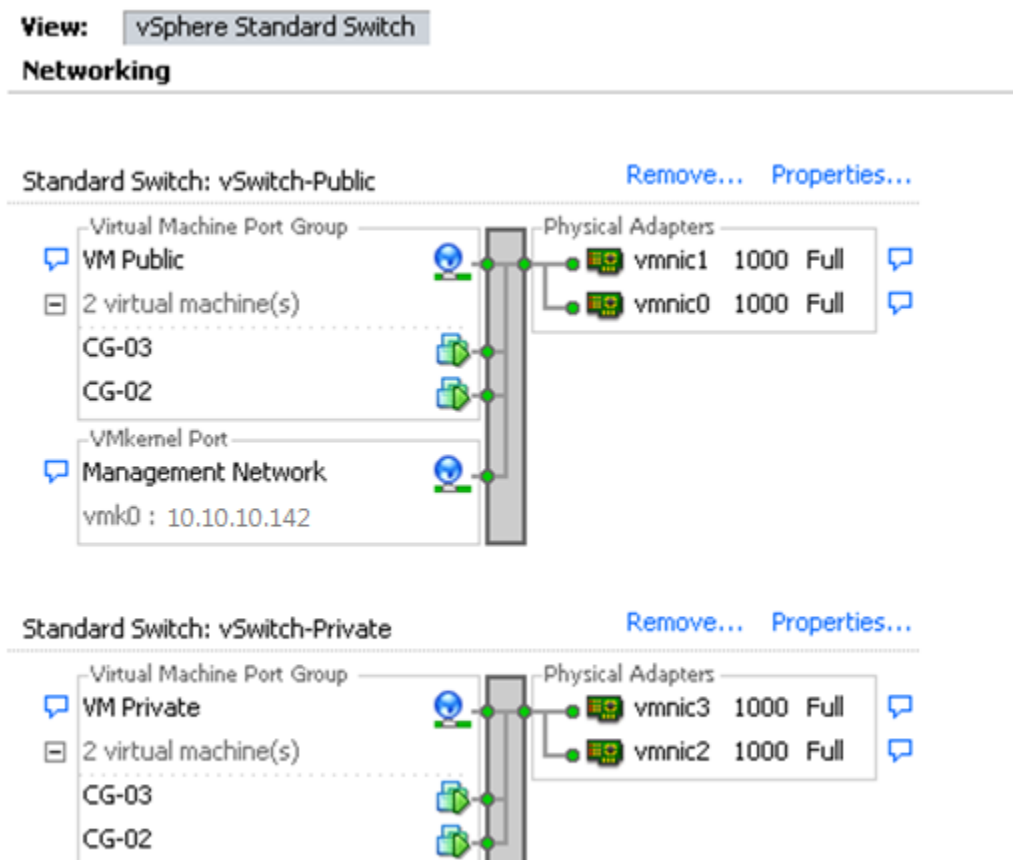 View: vSphere Standard Switch
Networking
Standard Switch: vSwitch-Public Remove... Properties...
Virtual Machine Port Group Physical Adapters
VM Public vmnic1 1000 Full
2 virtual machine(s) vmnic0 1000 Full
CG-03
CG-02
VMkernel Port
Management Network
vmk0 : 10.10.10.142
Standard Switch: vSwitch-Private Remove... Properties...
Virtual Machine Port Group Physical Adapters
VM Private vmnic3 1000 Full
2 virtual machine(s) vmnic2 1000 Full
CG-03
CG-02